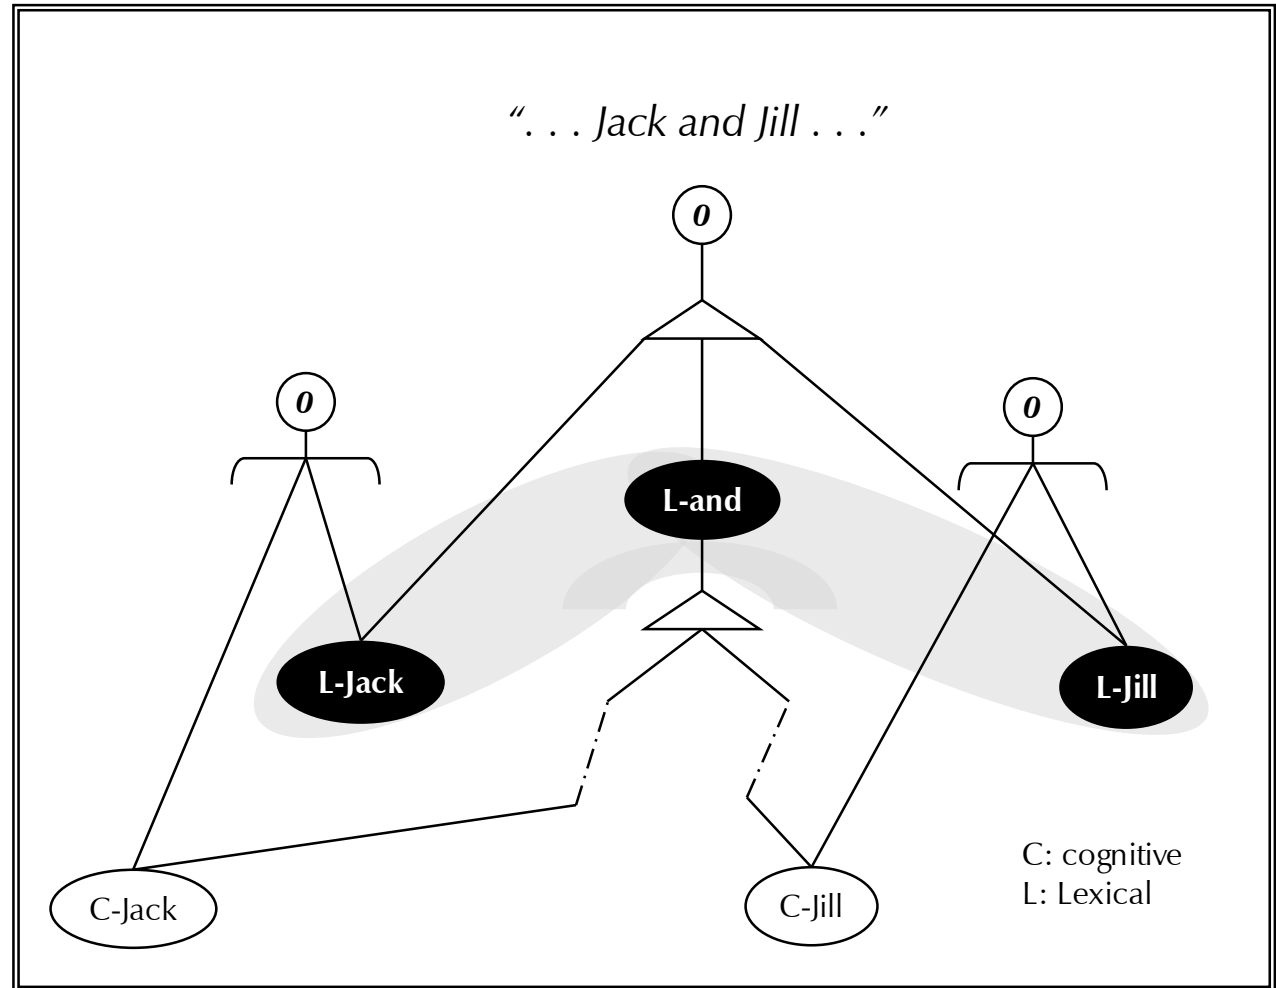 “. . . Jack and Jill . . .”
0
0
0
L-and
L-Jack
L-Jill
C-Jack
C-Jill
C: cognitive
L: Lexical